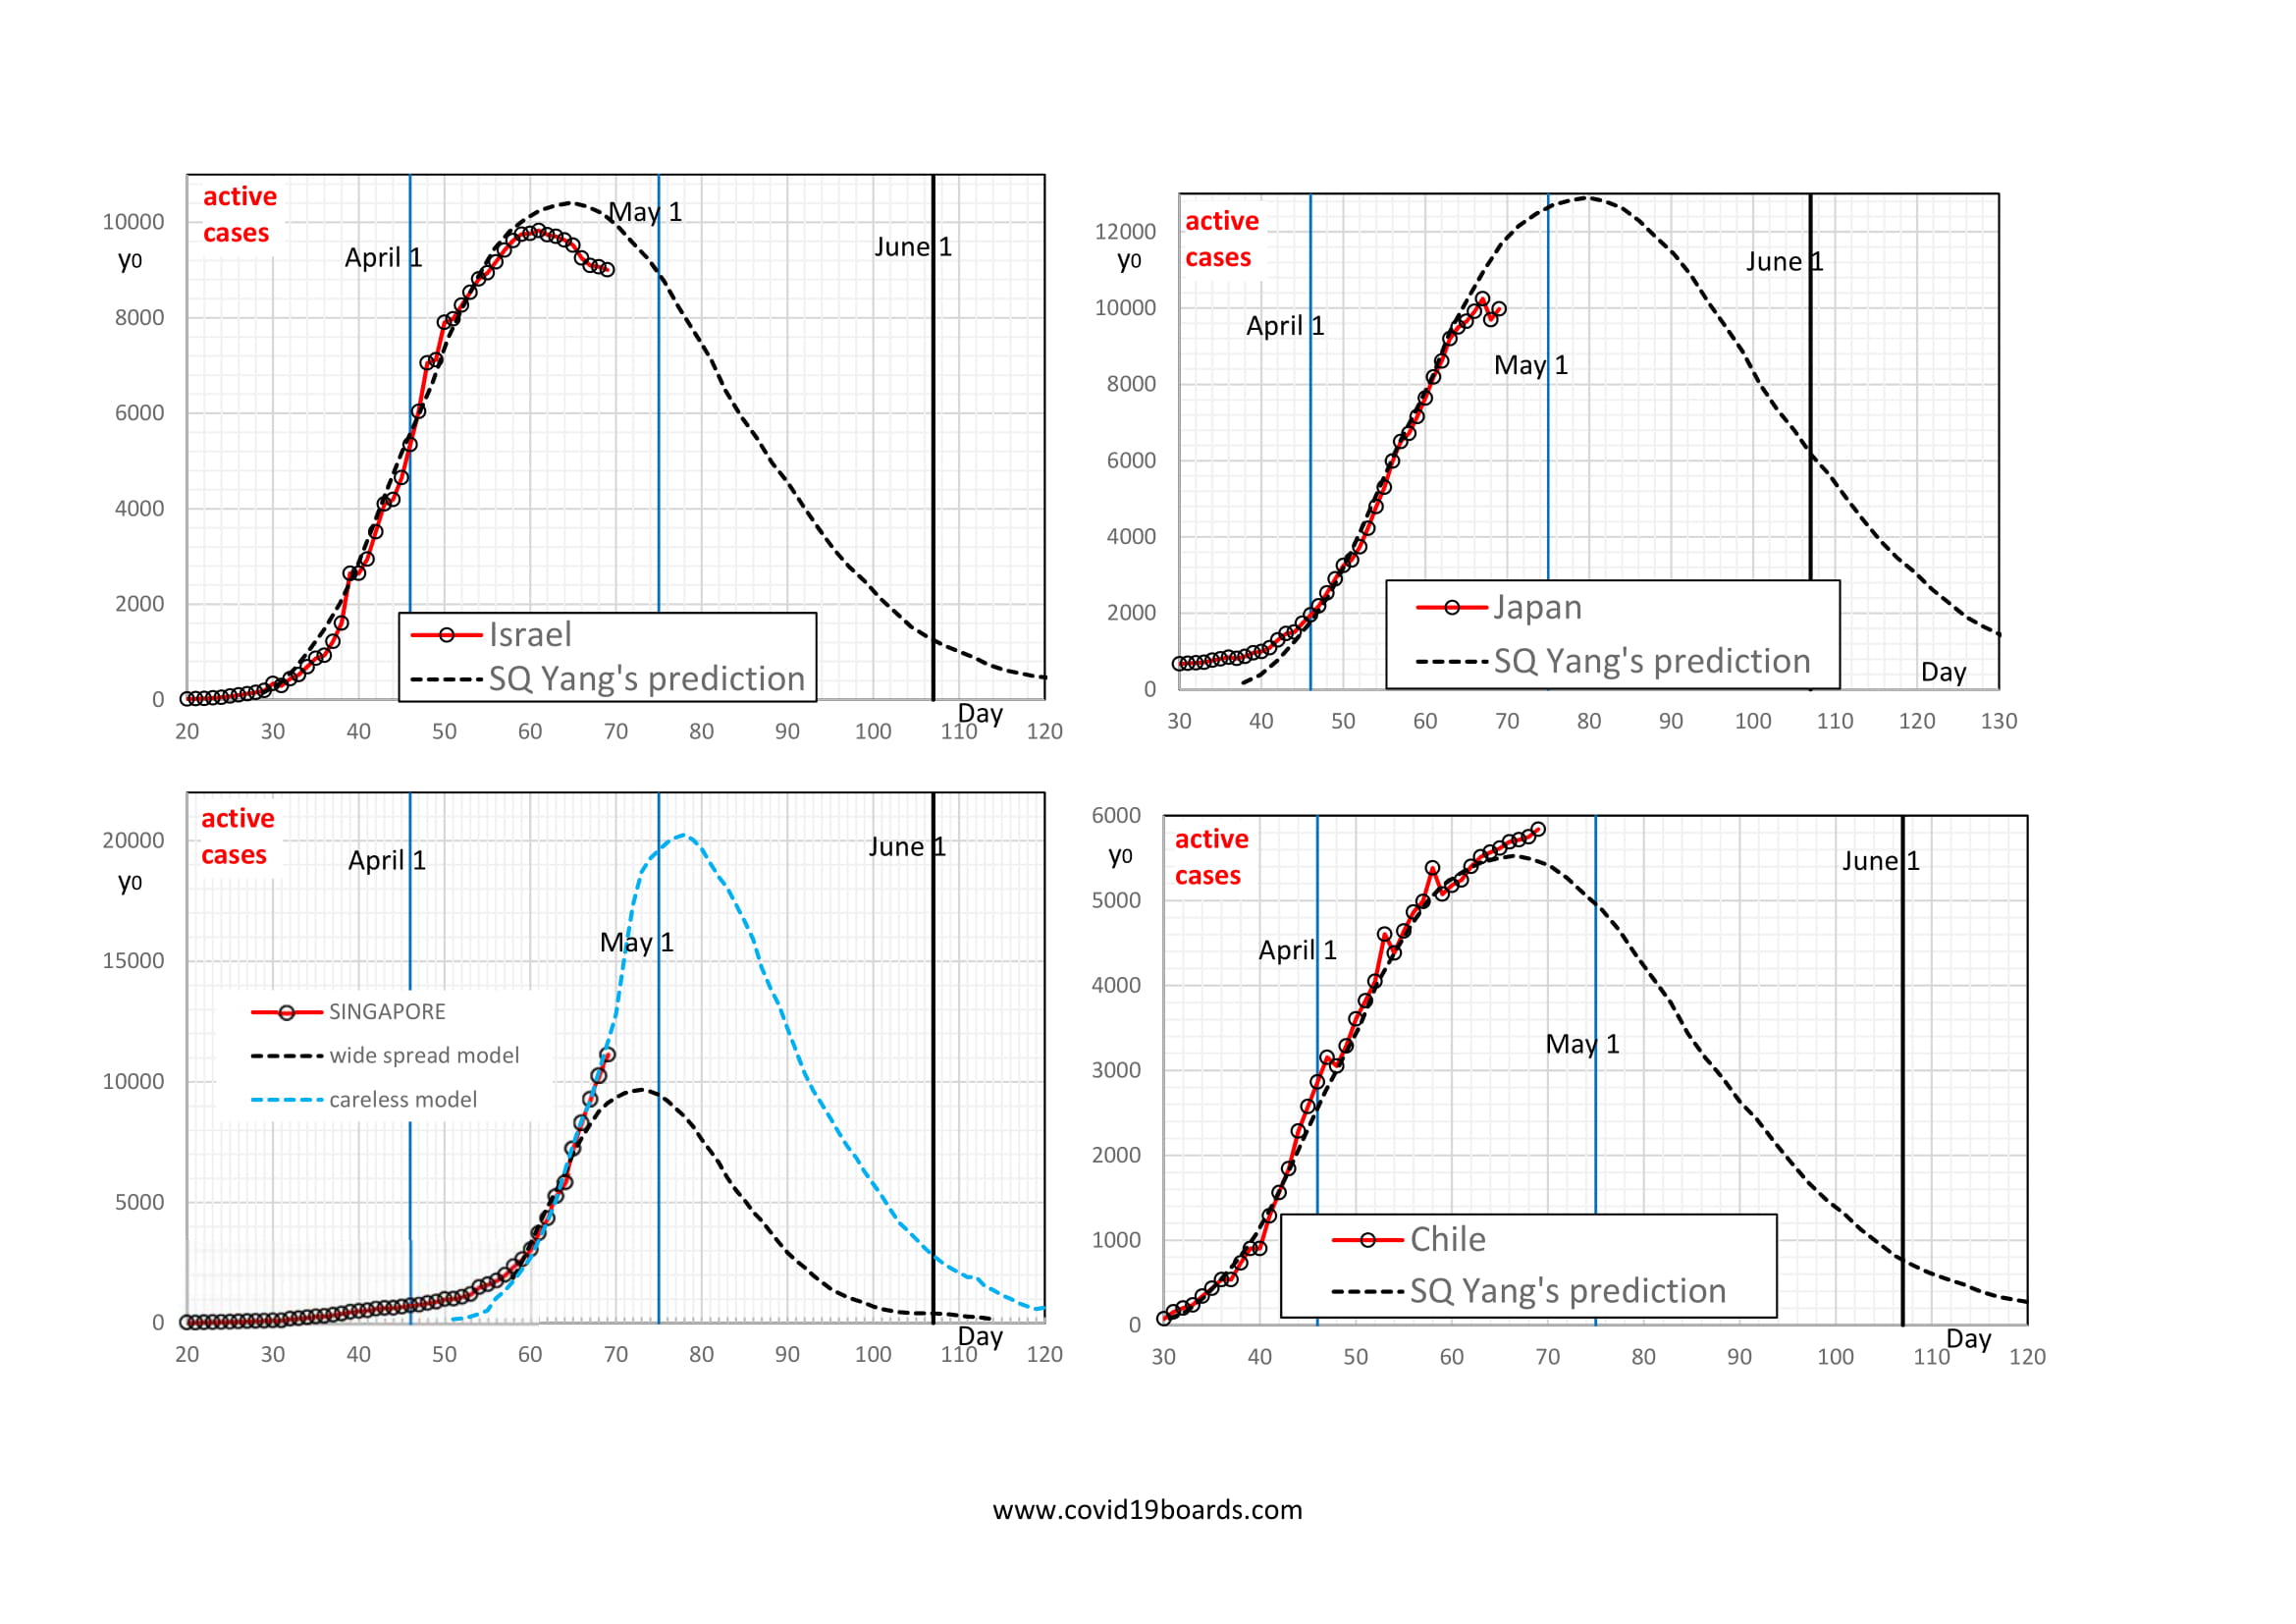 active
cases
y0
10000
8000
6000
4000
2000
0
April 1
May 1
June 1
Israel
SQ Yang's prediction
Day
20 30 40 50 60 70 80 90 100 110 120
active
cases
y0
12000
10000
8000
6000
4000
2000
0
April 1
May 1
June 1
Japan
SQ Yang's prediction
Day
30 40 50 60 70 80 90 100 110 120 130
active
cases
y0
20000
15000
10000
5000
0
April 1
May 1
June 1
SINGAPORE
wide spread model
careless model
Day
20 30 40 50 60 70 80 90 100 110 120
active
cases
y0
6000
5000
4000
3000
2000
1000
0
April 1
May 1
June 1
Chile
SQ Yang's prediction
Day
30 40 50 60 70 80 90 100 110 120
www.covid19boards.com